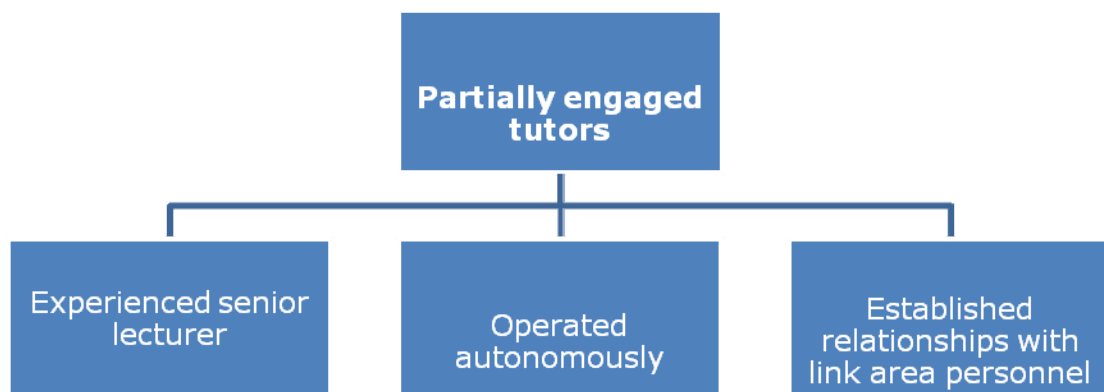 Partially engaged
tutors
Experienced senior
lecturer
Operated
autonomously
Established
relationships with
link area personnel